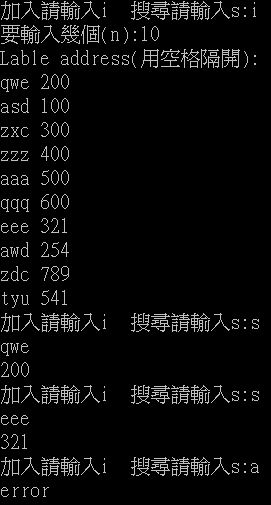 加入請輸入i  搜尋請輸入s:i
要輸入幾個(n):10
Lable address(用空格隔開):
qwe 200
asd 100
zxc 300
zzz 400
aaa 500
qqq 600
eee 321
awd 254
zdc 789
tyu 541
加入請輸入i  搜尋請輸入s:s
qwe
200
加入請輸入i  搜尋請輸入s:s
eee
321
加入請輸入i  搜尋請輸入s:a
error